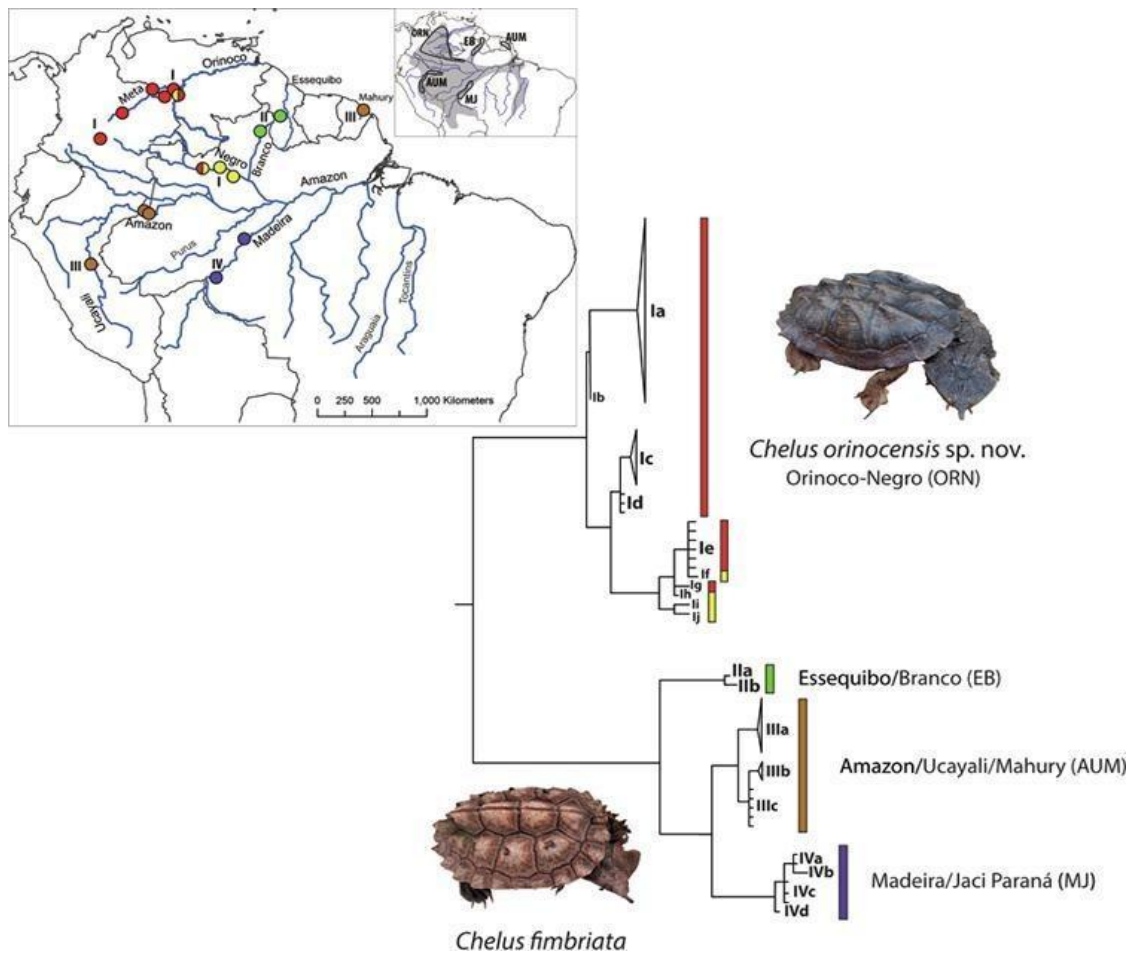 ORN
EB
AUM
AUM
MJ
Orinoco
Essequibo
I
Meta
Mahury
II
III
I
Branco
Negro
I
Amazon
Amazon
Madeira
Purus
III
IV
Ucayali
Tocantins
Araguaia
0 250 500 1,000 Kilometers
Ia
Ib
Ic
Id
Chelus orinocensis sp. nov.
Orinoco-Negro (ORN)
Ie
If
Ig
Ih
Ii
Ij
IIa
IIb
Essequibo/Branco (EB)
IIIa
IIIb
IIIc
Amazon/Ucayali/Mahury (AUM)
IVa
IVb
IVc
IVd
Madeira/Jaci Paraná (MJ)
Chelus fimbriata